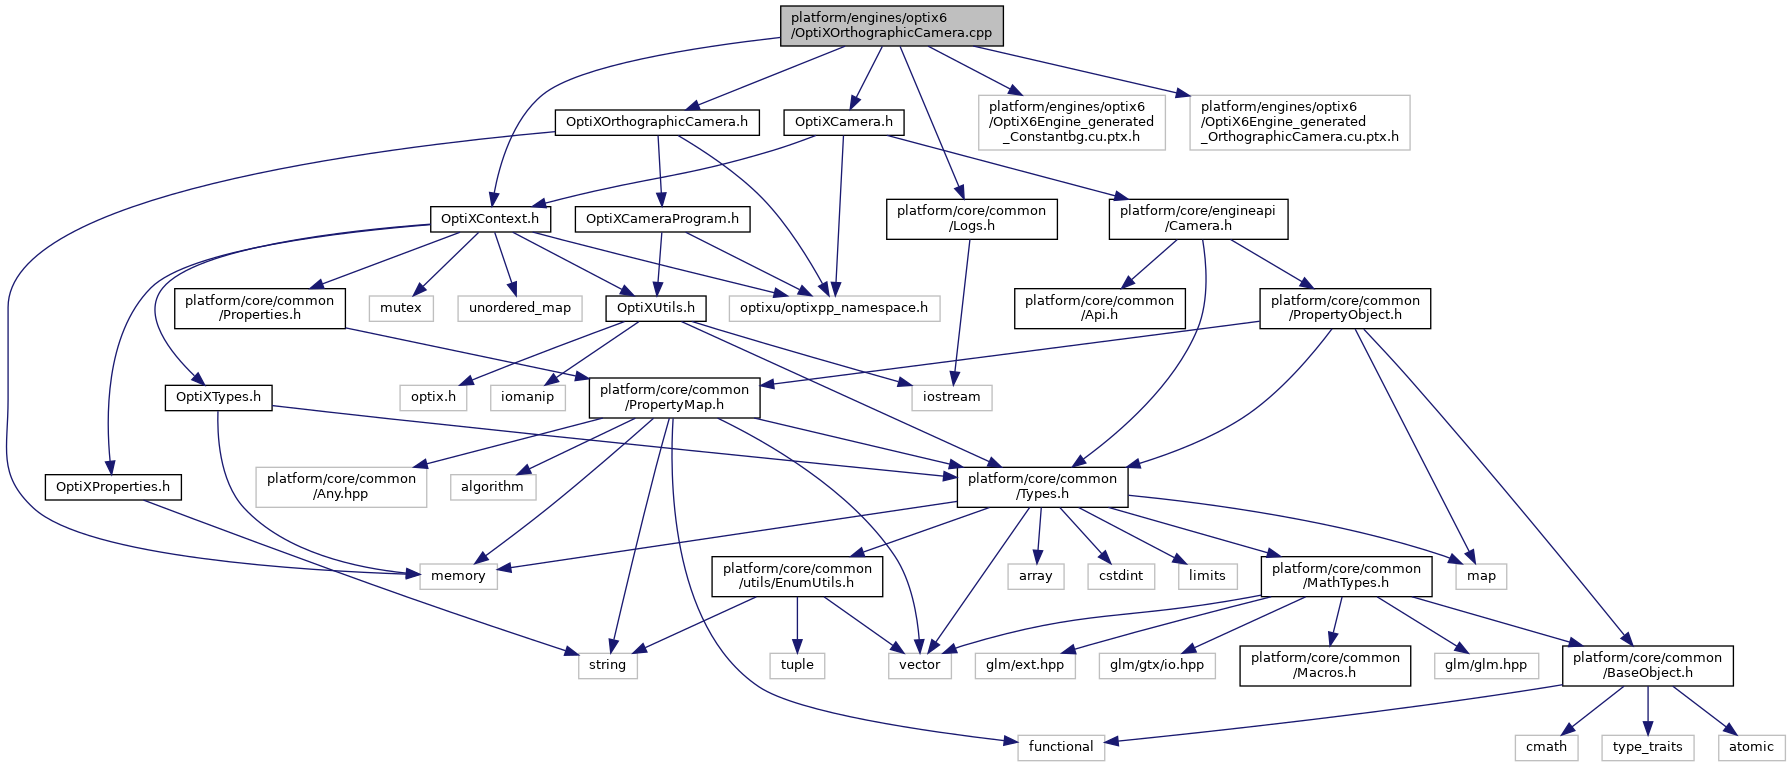 platform/engines/optix6
/OptiXOrthographicCamera.cpp
OptiXOrthographicCamera.h
OptiXCamera.h
platform/engines/optix6
/OptiX6Engine_generated
_Constantbg.cu.ptx.h
platform/engines/optix6
/OptiX6Engine_generated
_OrthographicCamera.cu.ptx.h
OptiXContext.h
OptiXCameraProgram.h
platform/core/common
/Logs.h
platform/core/engineapi
/Camera.h
platform/core/common
/Properties.h
mutex
unordered_map
OptiXUtils.h
optixu/optixpp_namespace.h
platform/core/common
/Api.h
platform/core/common
/PropertyObject.h
OptiXTypes.h
optix.h
iomanip
platform/core/common
/PropertyMap.h
iostream
OptiXProperties.h
platform/core/common
/Any.hpp
algorithm
platform/core/common
/Types.h
memory
platform/core/common
/utils/EnumUtils.h
array
cstdint
limits
platform/core/common
/MathTypes.h
map
string
tuple
vector
glm/ext.hpp
glm/gtx/io.hpp
platform/core/common
/Macros.h
glm/glm.hpp
platform/core/common
/BaseObject.h
functional
cmath
type_traits
atomic